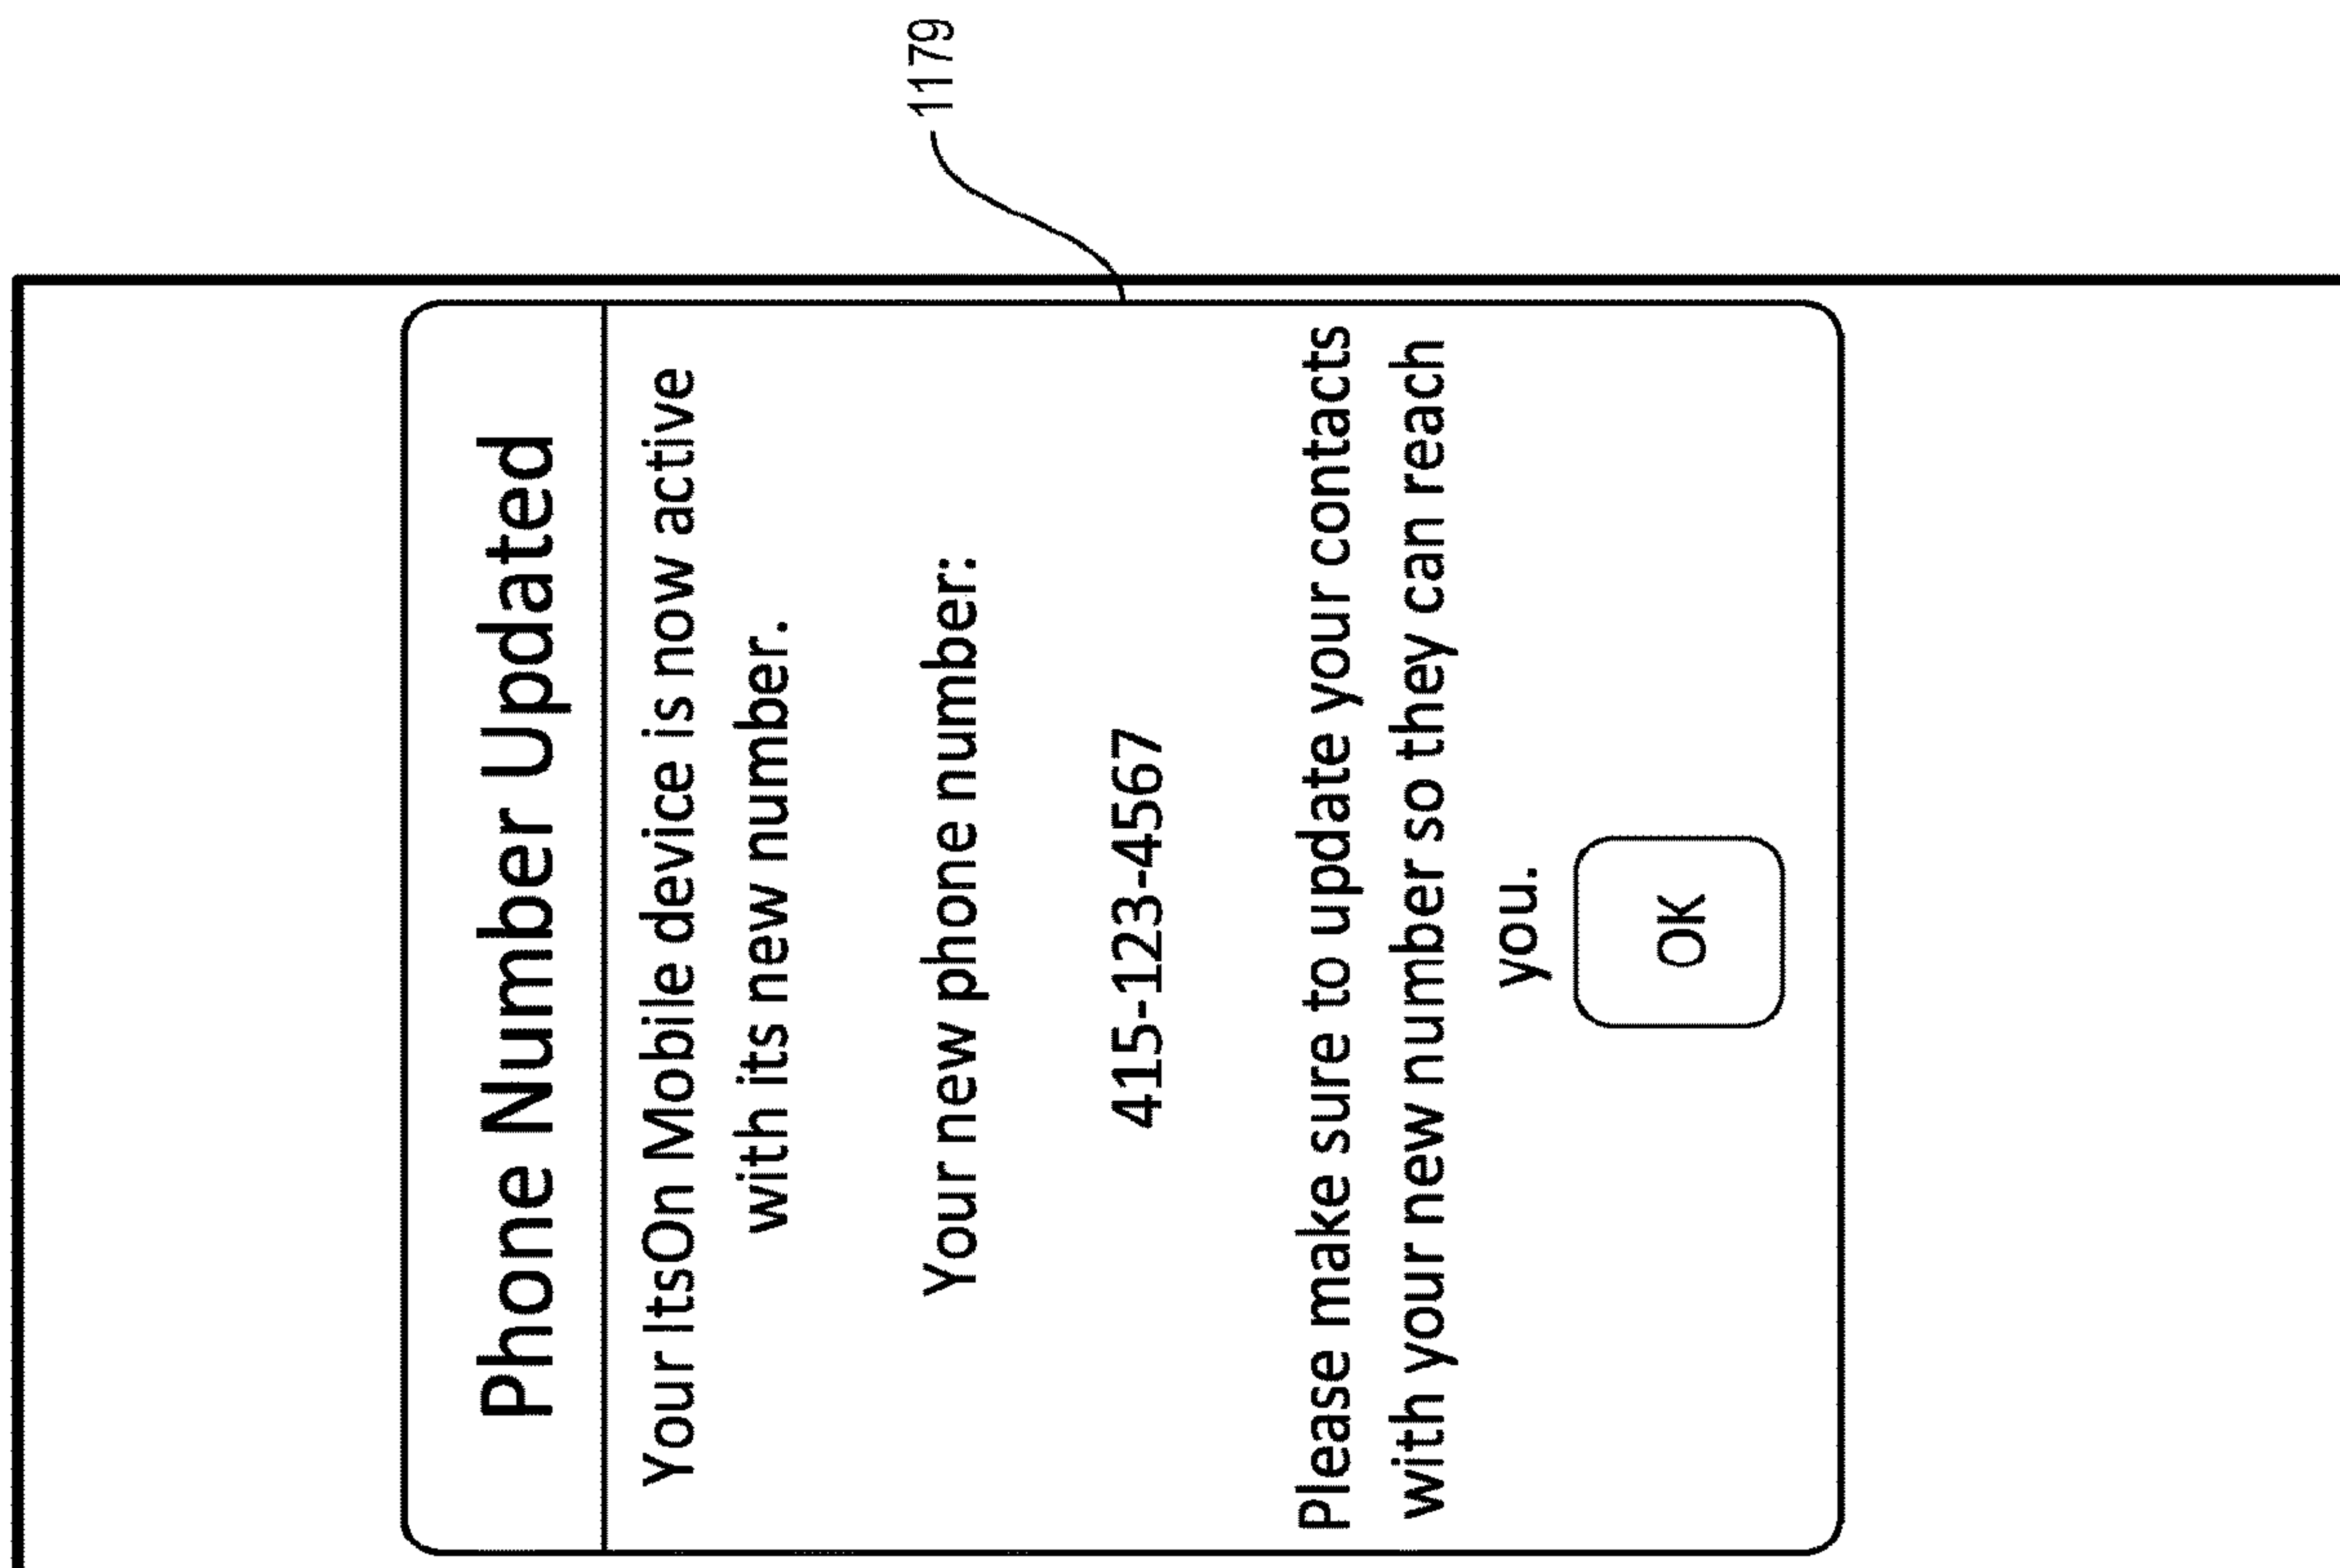 Phone Number Updated
Your ItsOn Mobile device is now active
with its new number.
Your new phone number:
415-123-4567
Please make sure to update your contacts
with your new number so they can reach
you.
OK
1179